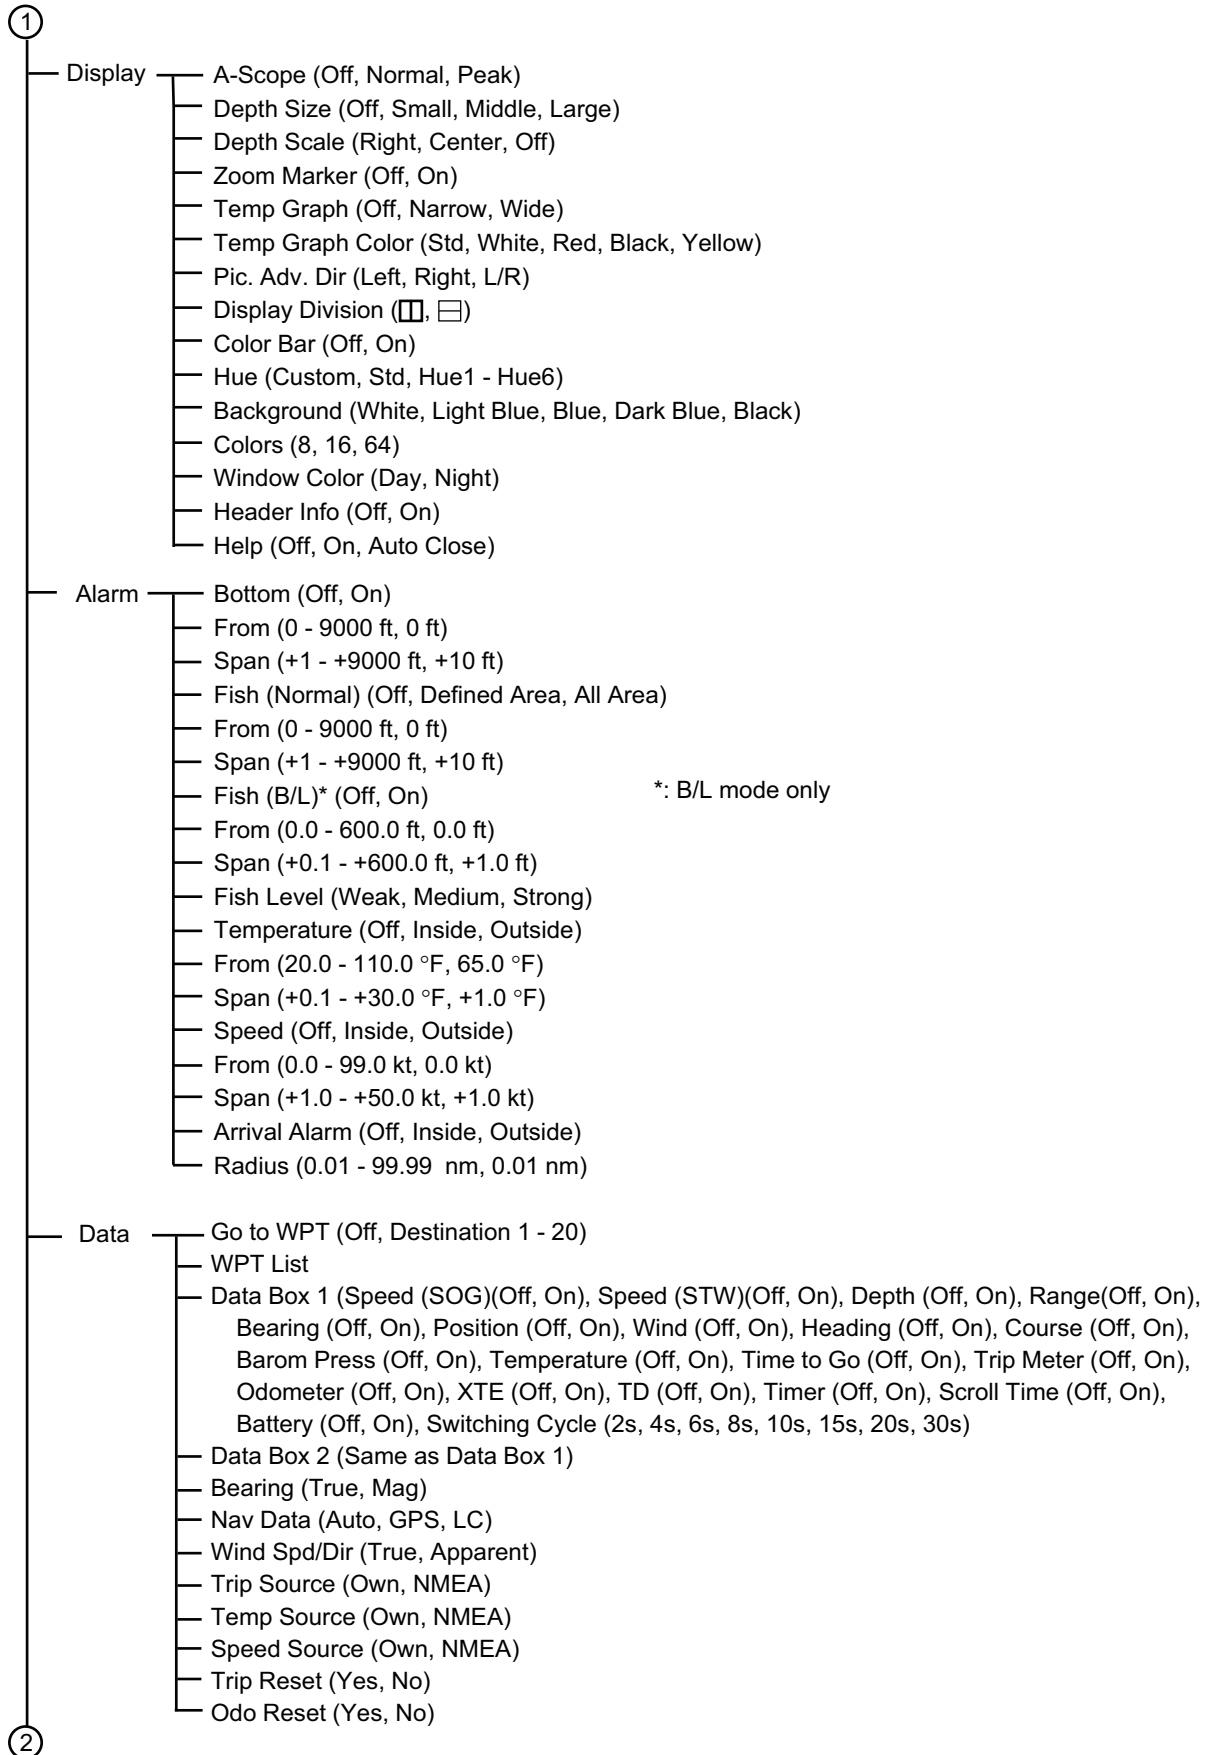 1
Display
A-Scope (Off, Normal, Peak)
Depth Size (Off, Small, Middle, Large)
Depth Scale (Right, Center, Off)
Zoom Marker (Off, On)
Temp Graph (Off, Narrow, Wide)
Temp Graph Color (Std, White, Red, Black, Yellow)
Pic. Adv. Dir (Left, Right, L/R)
Display Division (, )
Color Bar (Off, On)
Hue (Custom, Std, Hue1 - Hue6)
Background (White, Light Blue, Blue, Dark Blue, Black)
Colors (8, 16, 64)
Window Color (Day, Night)
Header Info (Off, On)
Help (Off, On, Auto Close)
Alarm
Bottom (Off, On)
From (0 - 9000 ft, 0 ft)
Span (+1 - +9000 ft, +10 ft)
Fish (Normal) (Off, Defined Area, All Area)
From (0 - 9000 ft, 0 ft)
Span (+1 - +9000 ft, +10 ft)
Fish (B/L)* (Off, On)
*: B/L mode only
From (0.0 - 600.0 ft, 0.0 ft)
Span (+0.1 - +600.0 ft, +1.0 ft)
Fish Level (Weak, Medium, Strong)
Temperature (Off, Inside, Outside)
From (20.0 - 110.0 °F, 65.0 °F)
Span (+0.1 - +30.0 °F, +1.0 °F)
Speed (Off, Inside, Outside)
From (0.0 - 99.0 kt, 0.0 kt)
Span (+1.0 - +50.0 kt, +1.0 kt)
Arrival Alarm (Off, Inside, Outside)
Radius (0.01 - 99.99 nm, 0.01 nm)
Data
Go to WPT (Off, Destination 1 - 20)
WPT List
Data Box 1 (Speed (SOG)(Off, On), Speed (STW)(Off, On), Depth (Off, On), Range(Off, On),
Bearing (Off, On), Position (Off, On), Wind (Off, On), Heading (Off, On), Course (Off, On),
Barom Press (Off, On), Temperature (Off, On), Time to Go (Off, On), Trip Meter (Off, On),
Odometer (Off, On), XTE (Off, On), TD (Off, On), Timer (Off, On), Scroll Time (Off, On),
Battery (Off, On), Switching Cycle (2s, 4s, 6s, 8s, 10s, 15s, 20s, 30s)
Data Box 2 (Same as Data Box 1)
Bearing (True, Mag)
Nav Data (Auto, GPS, LC)
Wind Spd/Dir (True, Apparent)
Trip Source (Own, NMEA)
Temp Source (Own, NMEA)
Speed Source (Own, NMEA)
Trip Reset (Yes, No)
Odo Reset (Yes, No)
2